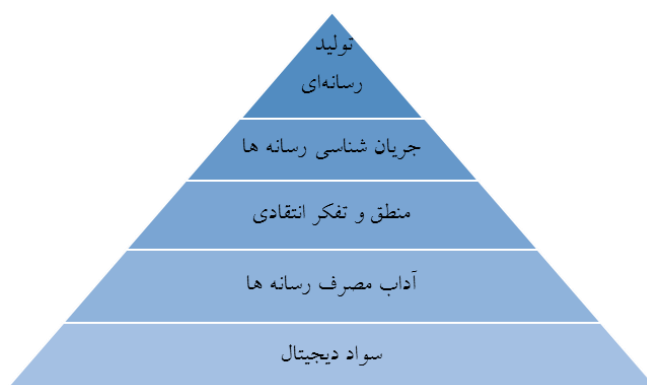 تولید
رسانه‌ای
جریان شناسی رسانه ها
منطق و تفکر انتقادی
آداب مصرف رسانه ها
سواد دیجیتال